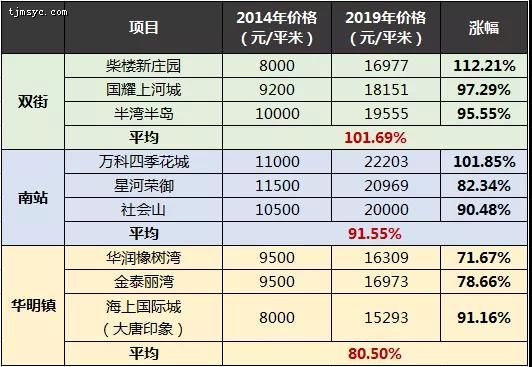 tjmsyc.com
项目 2014年价格 2019年价格 涨幅
（元/平米） （元/平米）
双街
柴楼新庄园 8000 16977 112.21%
国耀上河城 9200 18151 97.29%
半湾半岛 10000 19555 95.55%
平均 101.69%
南站
万科四季花城 11000 22203 101.85%
星河荣御 11500 20969 82.34%
社会山 10500 20000 90.48%
平均 91.55%
华明镇
华润橡树湾 9500 16309 71.67%
金泰丽湾 9500 16973 78.66%
海上国际城 8000 15293 91.16%
（大唐印象）
平均 80.50%